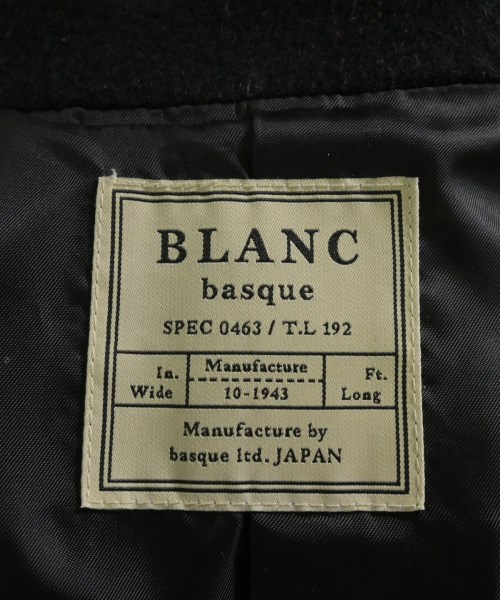 BLANC
basque
SPEC 0463 / T.L 192
In.
Wide
Manufacture
10-1943
Ft.
Long
Manufacture by
basque ltd. JAPAN